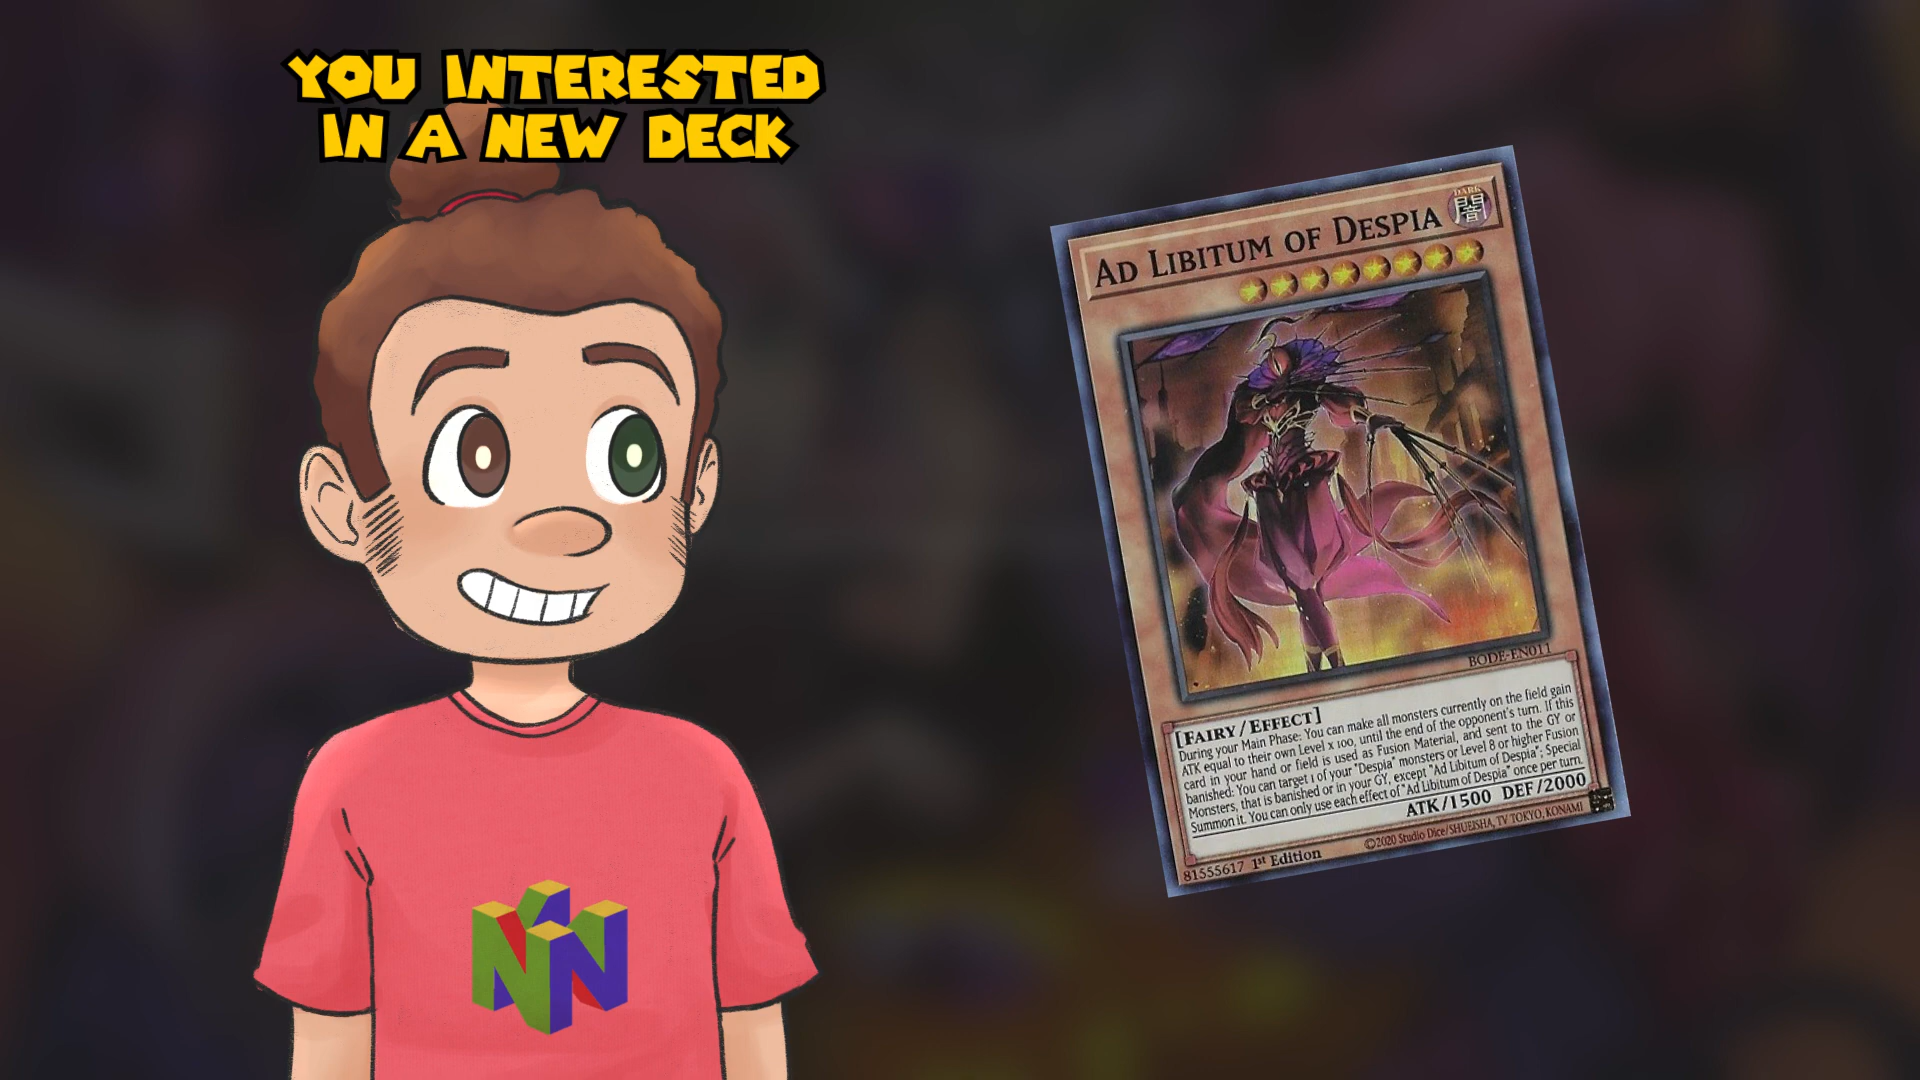 YOU INTERESTED
IN A NEW DECK
AD LIBITUM OF DESPIA
DARK
闇
BODE-EN011
[FAIRY/EFFECT]
During your Main Phase: You can make all monsters currently on the field gain
ATK equal to their own Level x 100, until the end of the opponent's turn. If this
card in your hand or field is used as Fusion Material, and sent to the GY or
banished: You can target 1 of your "Despia" monsters or Level 8 or higher Fusion
Monsters, that is banished or in your GY, except "Ad Libitum of Despia"; Special
Summon it. You can only use each effect of "Ad Libitum of Despia" once per turn.
ATK/1500 DEF/2000
81555617 1st Edition
©2020 Studio Dice/SHUEISHA, TV TOKYO, KONAMI